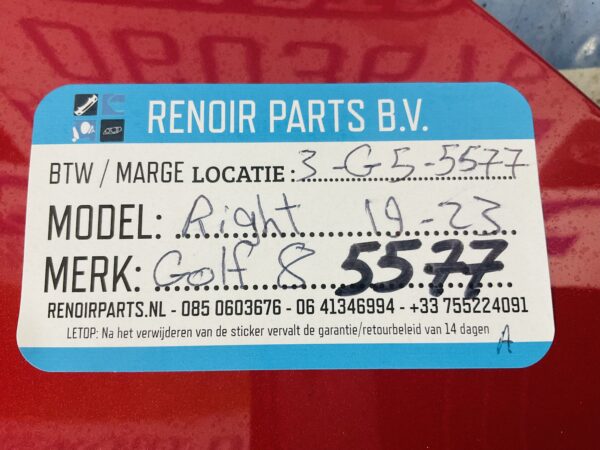 RENOIR PARTS B.V.
BTW / MARGE LOCATIE: 3-G5-5577
MODEL: Right 19-23
MERK: Golf 8 5577
RENOIRPARTS.NL - 085 0603676 - 06 41346994 - +33 755224091
LETOP: Na het verwijderen van de sticker vervalt de garantie/retourbeleid van 14 dagen
A